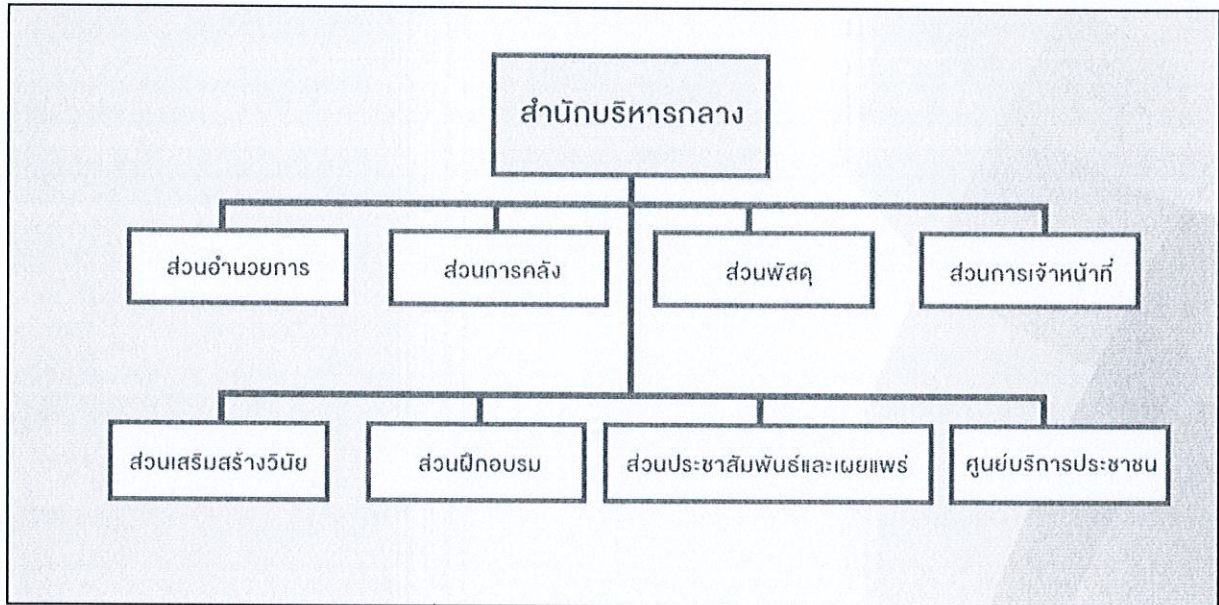 สำนักบริหารกลาง
ส่วนอำนวยการ
ส่วนการคลัง
ส่วนพัสดุ
ส่วนการเจ้าหน้าที่
ส่วนเสริมสร้างวินัย
ส่วนฝึกอบรม
ส่วนประชาสัมพันธ์และเผยแพร่
ศูนย์บริการประชาชน